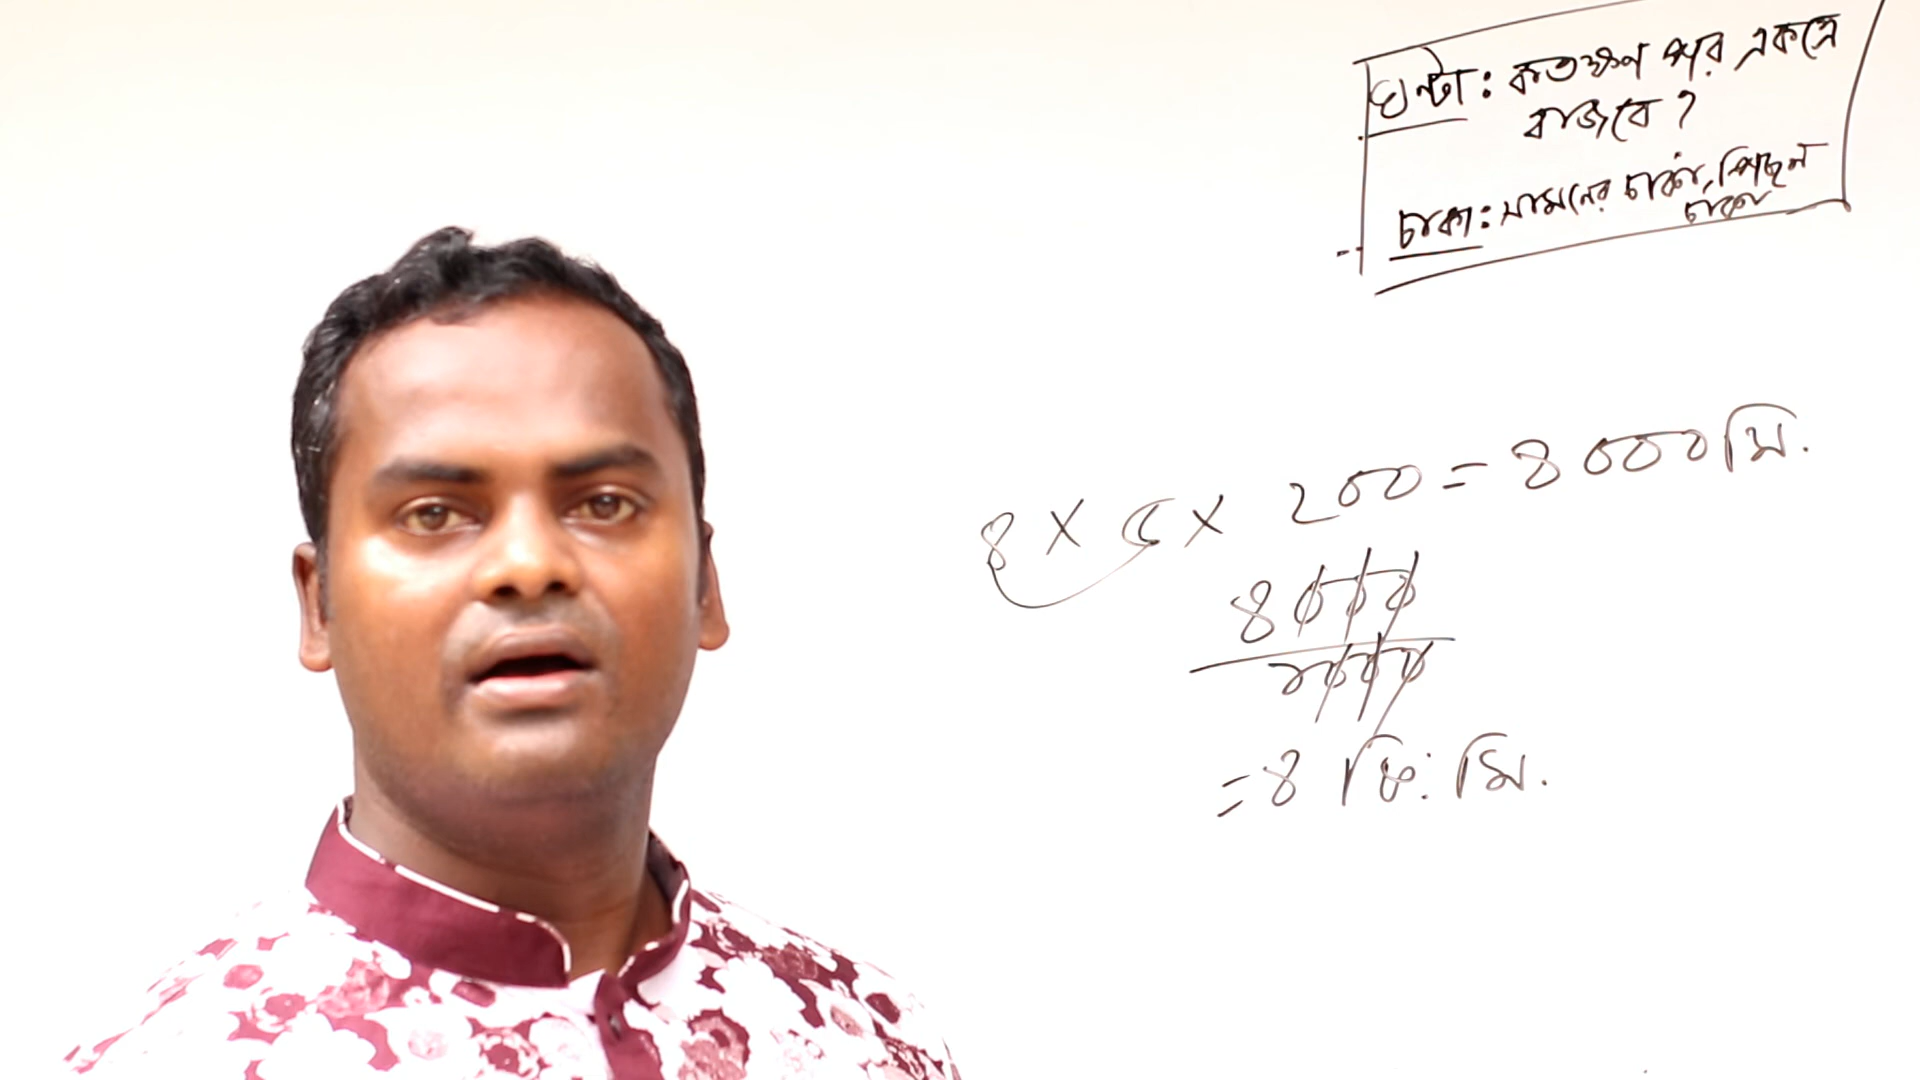 ঘন্টা : কতক্ষণ পর একত্রে
বাজবে ?
চাকা : সামনের চাকা, পিছন
চাকা
৪ × ৫ × ২০০ = ৪০০০ মি.
৪০০০
১০০০
= ৪ কি: মি.